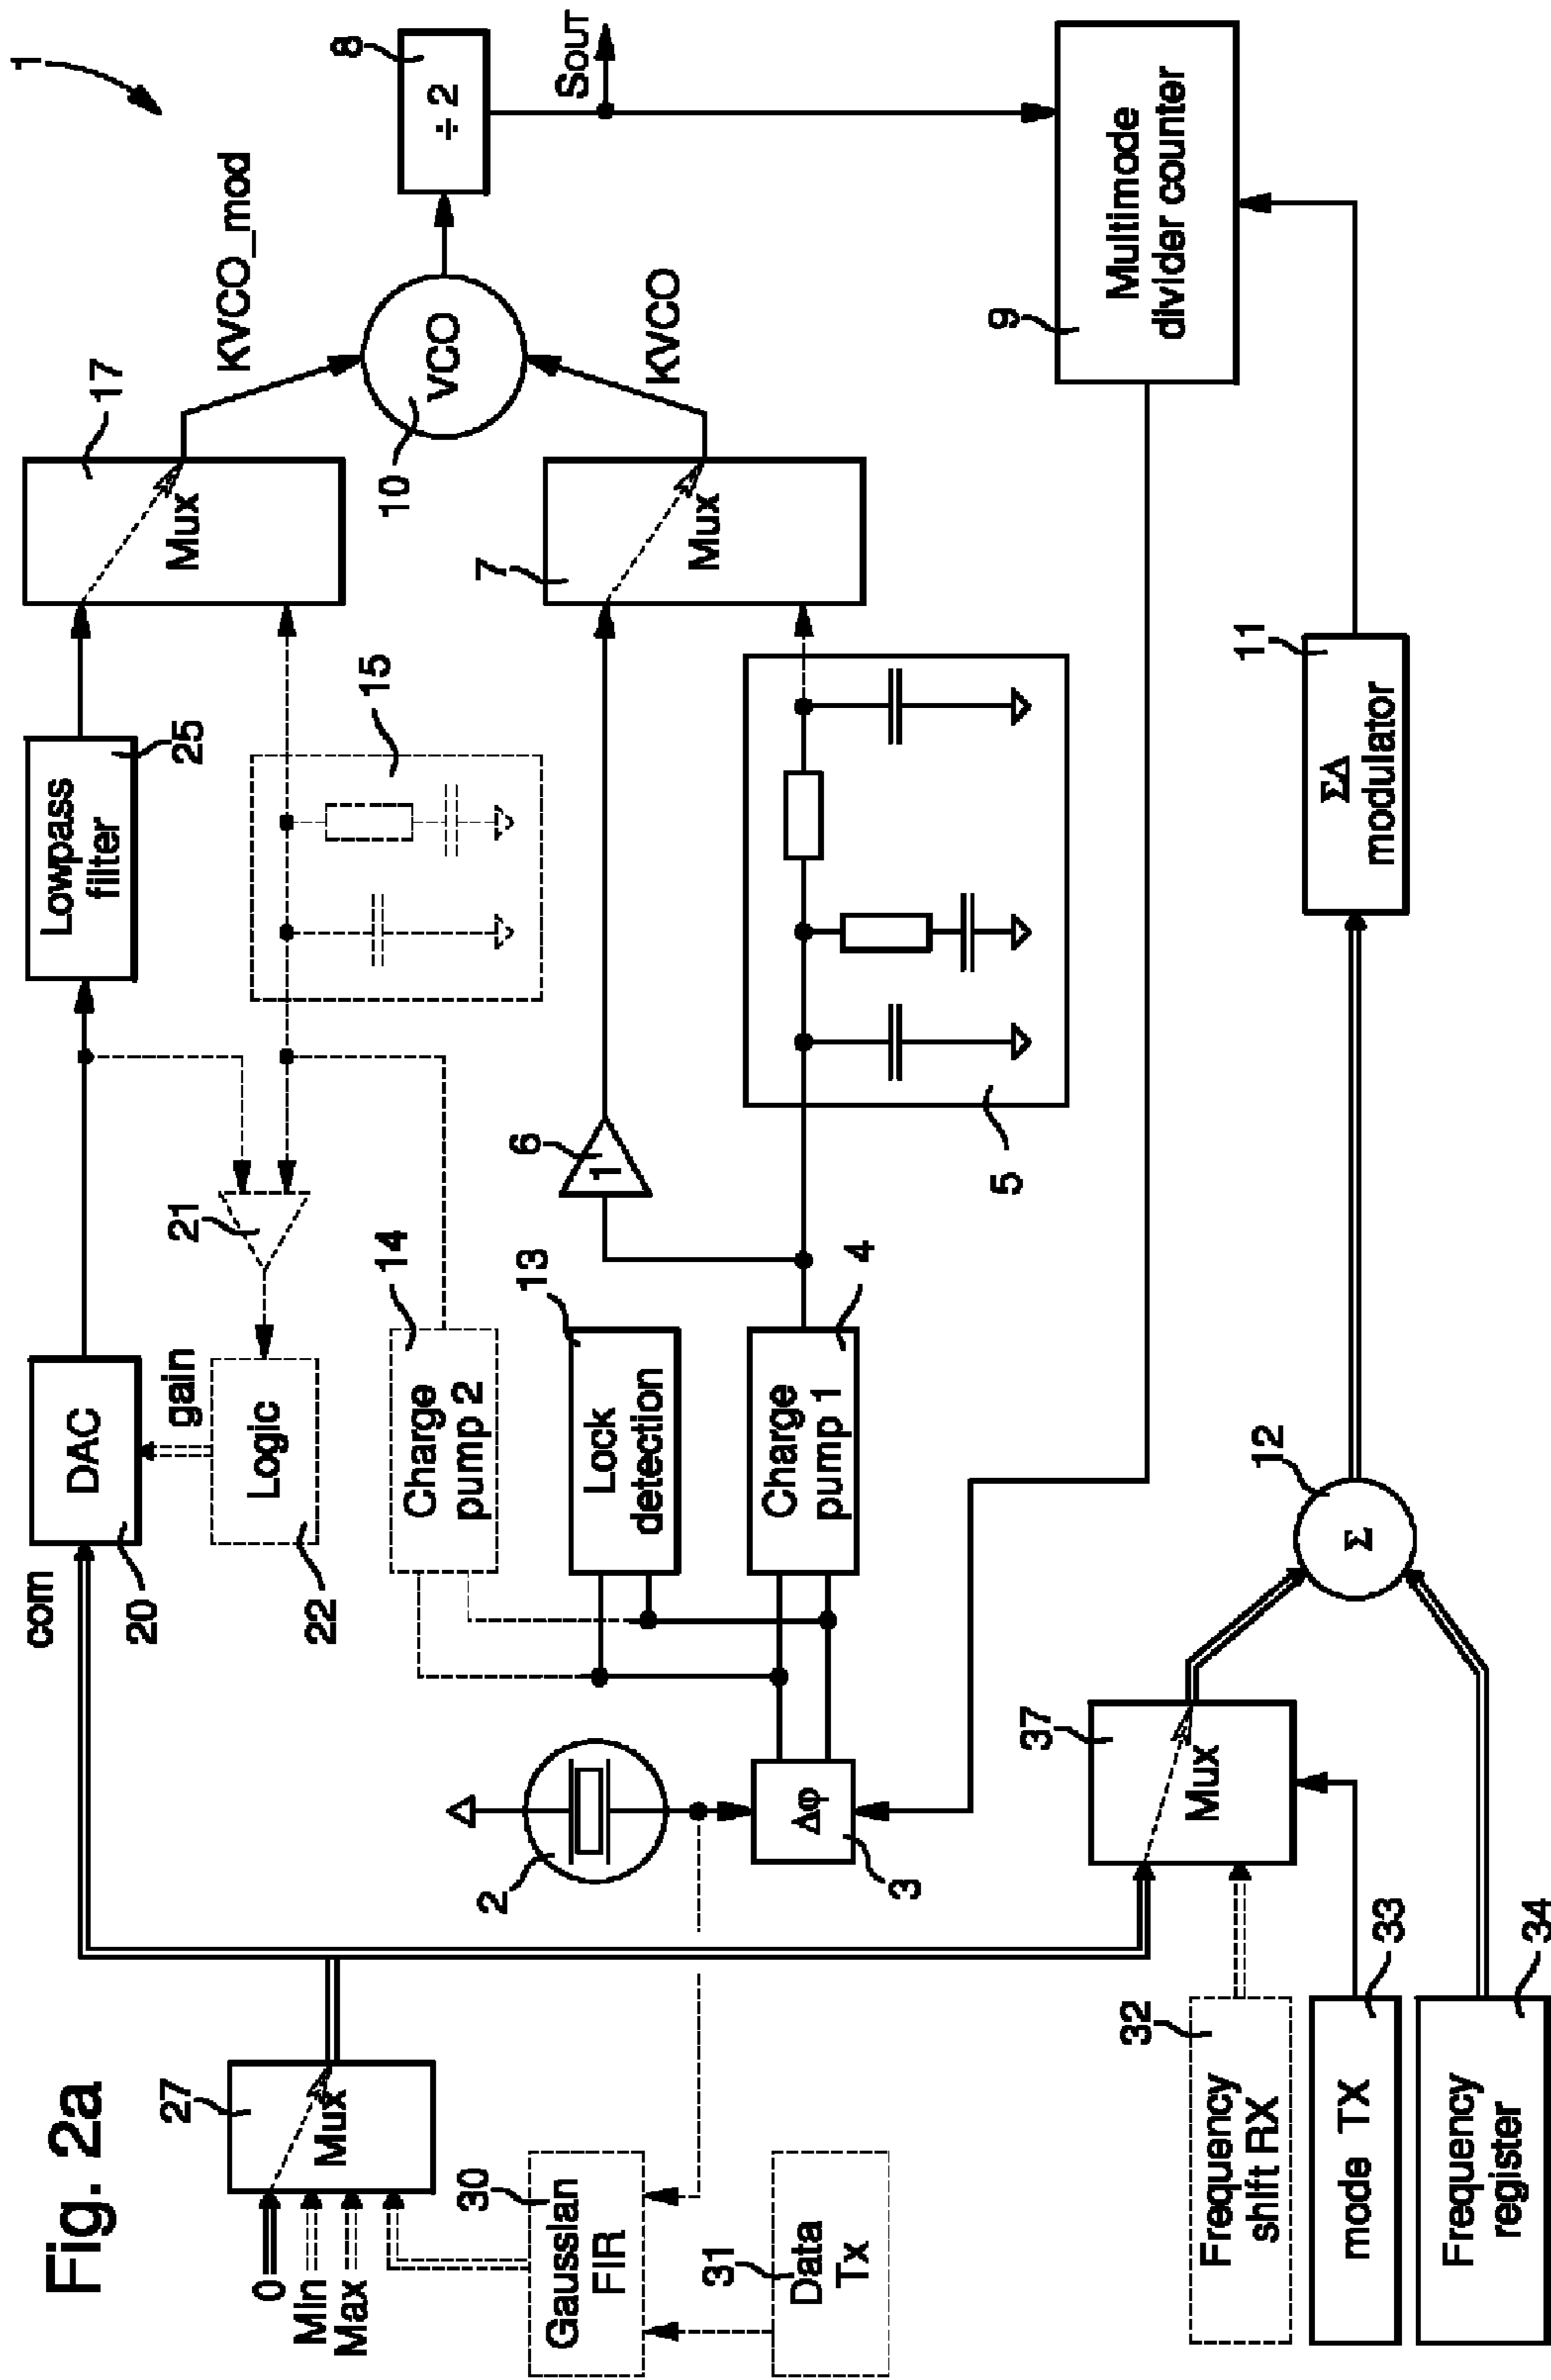 Fig. 2a
1
0
Min
Max
27
Mux
com
DAC
20
gain
Logic
22
21
Lowpass
filter
25
15
17
Mux
KVCO_mod
Gaussian
FIR
30
31
Data
Tx
2
Charge
pump 2
14
Lock
detection
13
6
1
7
Mux
KVCO
VCO
10
÷ 2
8
SOUT
Δφ
3
Charge
pump 1
4
5
9
Multimode
divider counter
32
Frequency
shift RX
mode TX
33
Frequency
register
34
37
Mux
12
Σ
ΣΔ
modulator
11